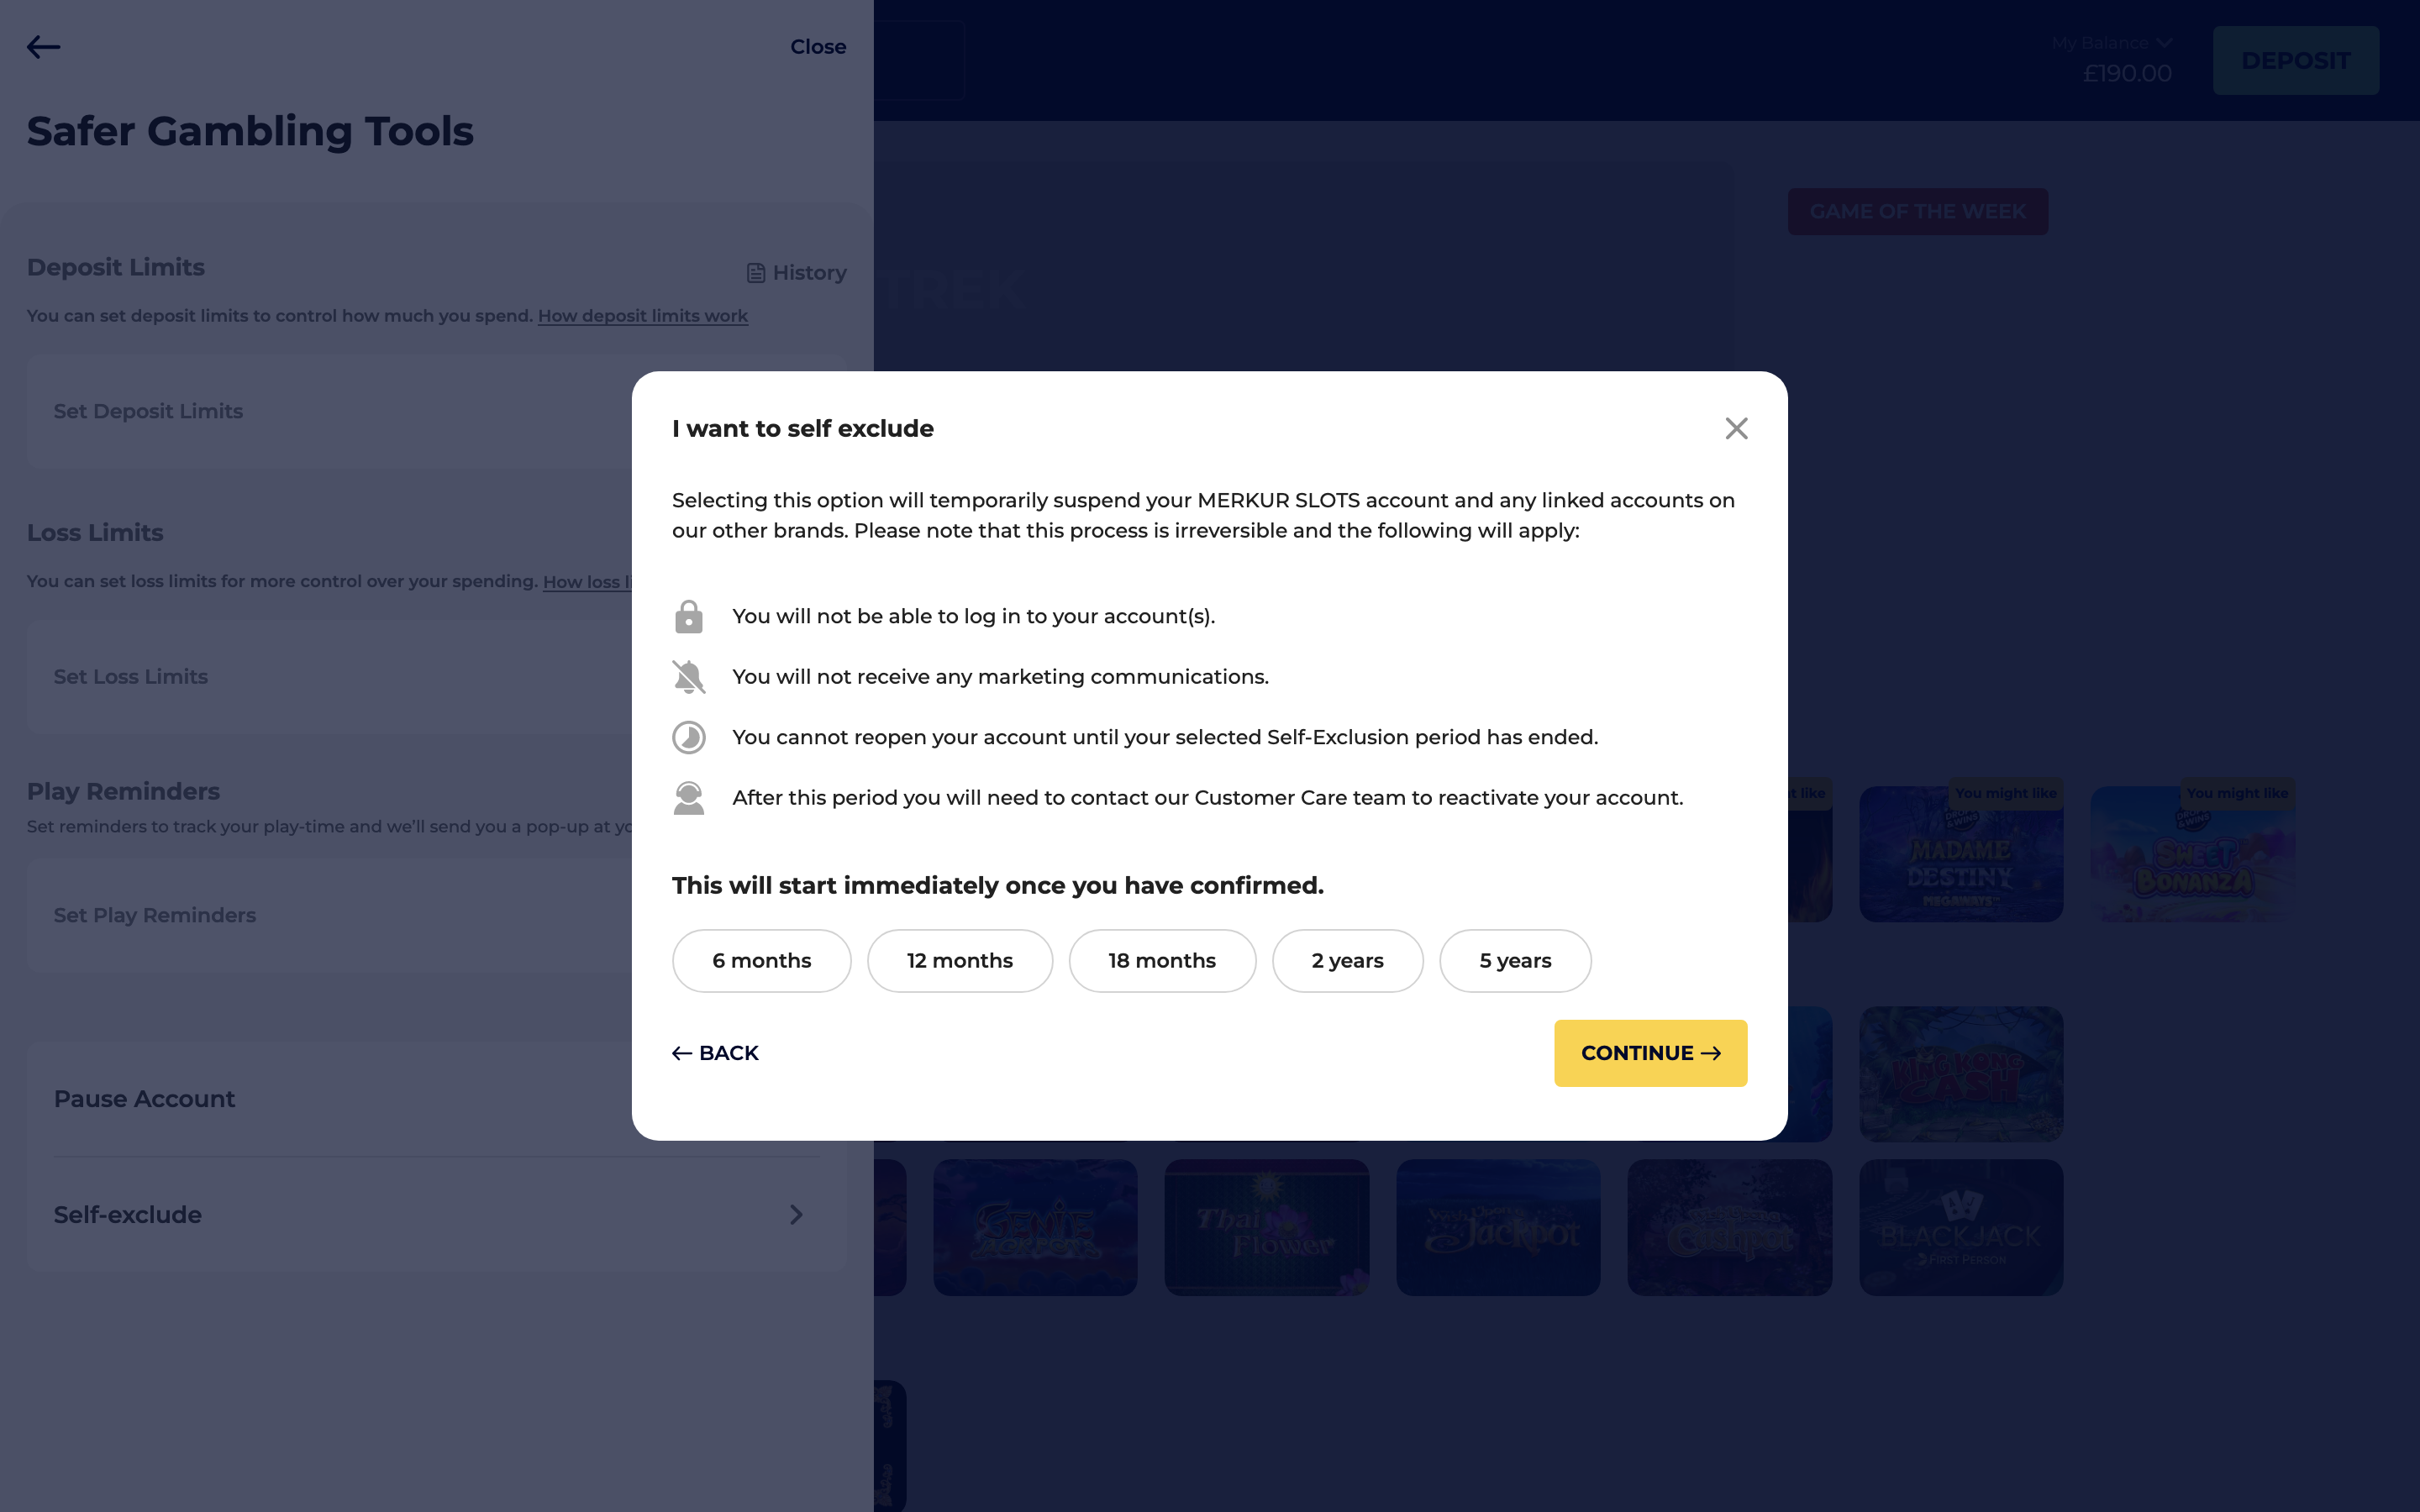 Close
Safer Gambling Tools
Deposit Limits
History
You can set deposit limits to control how much you spend. How deposit limits work
Set Deposit Limits
Loss Limits
You can set loss limits for more control over your spending. How loss li
Set Loss Limits
Play Reminders
Set reminders to track your play-time and we'll send you a pop-up at yo
Set Play Reminders
Pause Account
Self-exclude
My Balance
£190.00
DEPOSIT
GAME OF THE WEEK
TREK
I want to self exclude
Selecting this option will temporarily suspend your MERKUR SLOTS account and any linked accounts on
our other brands. Please note that this process is irreversible and the following will apply:
You will not be able to log in to your account(s).
You will not receive any marketing communications.
You cannot reopen your account until your selected Self-Exclusion period has ended.
After this period you will need to contact our Customer Care team to reactivate your account.
This will start immediately once you have confirmed.
6 months
12 months
18 months
2 years
5 years
BACK
CONTINUE
t like
You might like
You might like
MADAME
DESTINY
MEGAWAYS
SWEET
BONANZA
KING KONG
CASH
GENIE
JACKPOTS
Thai
Flower
Wish Upon a
Jackpot
Cashpot
BLACKJACK
FIRST PERSON